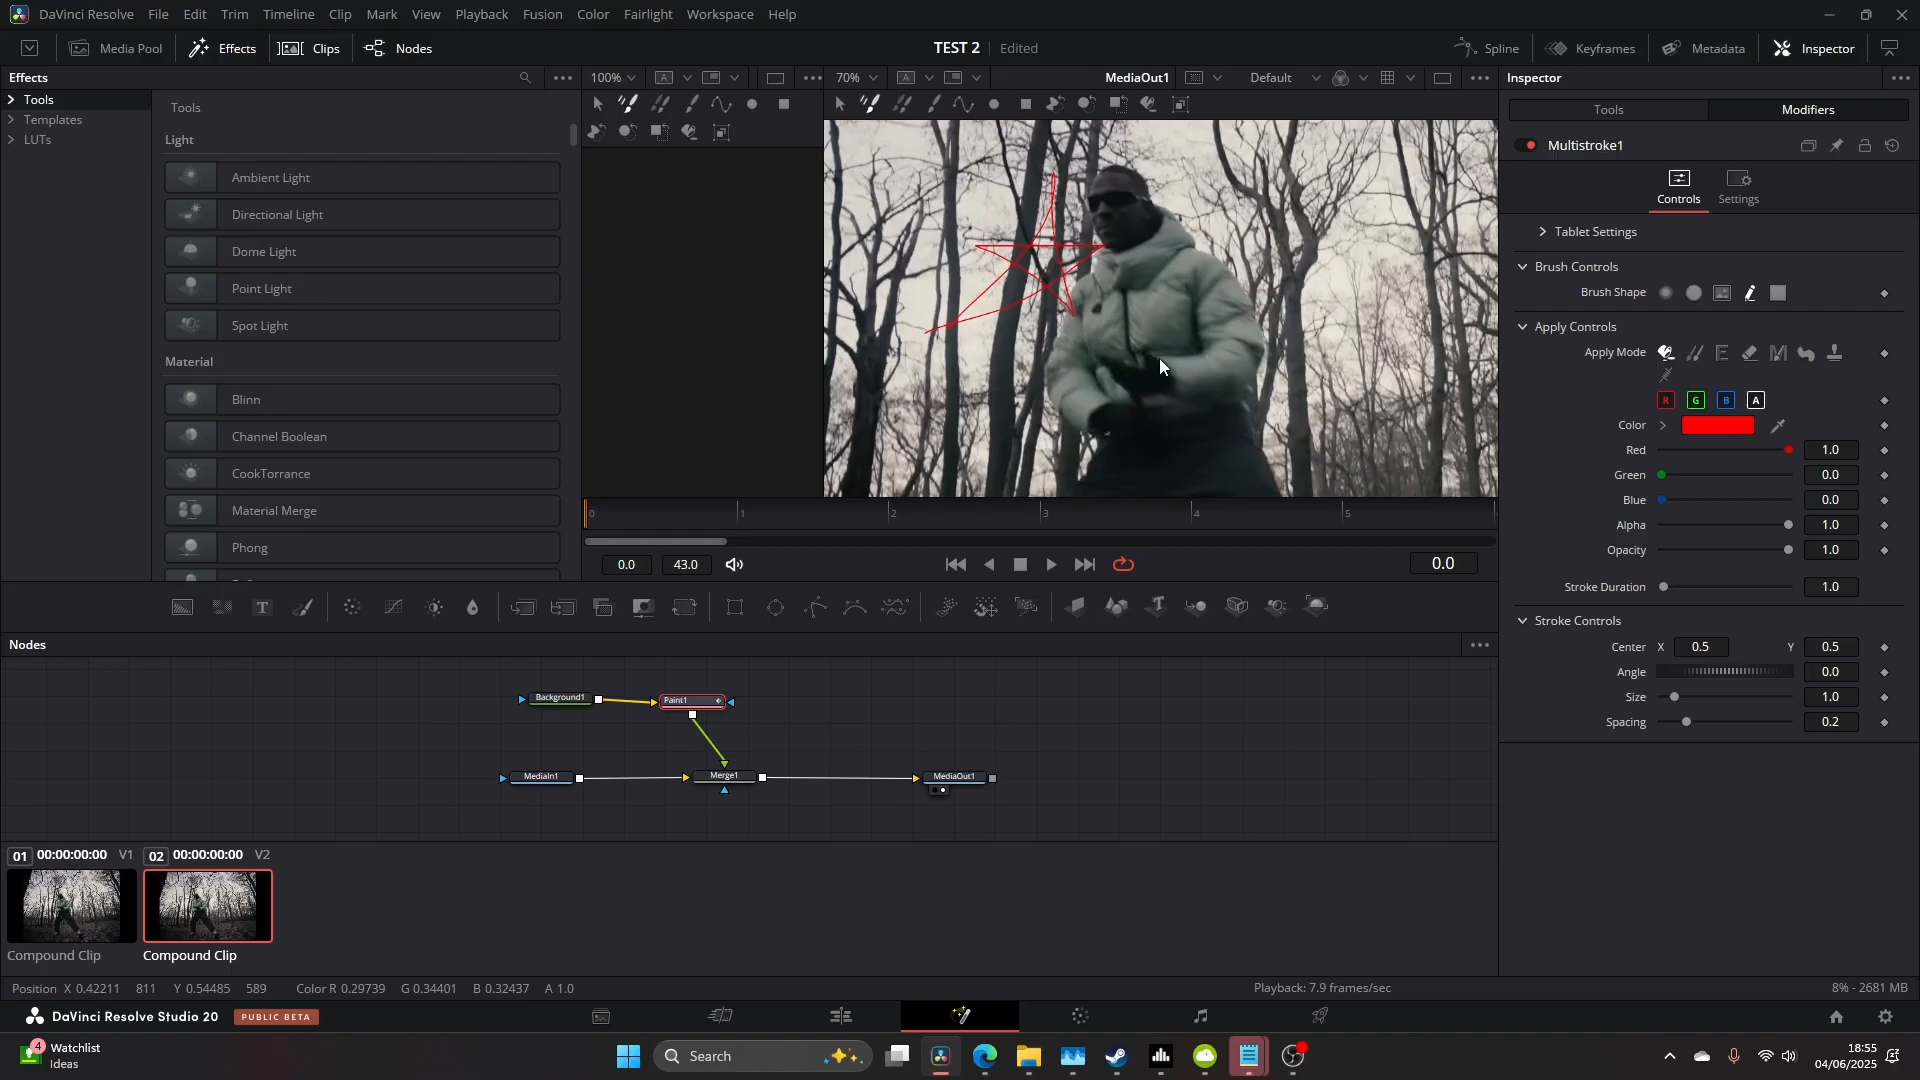 DaVinci Resolve File Edit Trim Timeline Clip Mark View Playback Fusion Color Fairlight Workspace Help
Media Pool Effects Clips Nodes TEST 2 Edited Spline Keyframes Metadata Inspector
Effects 100% A 70% A MediaOut1 Default Inspector
Tools
Templates
LUTs
Tools
Light
Ambient Light
Directional Light
Dome Light
Point Light
Spot Light
Material
Blinn
Channel Boolean
CookTorrance
Material Merge
Phong
0 1 2 3 4 5
0.0 43.0 0.0
Tools Modifiers
Multistroke1
Controls Settings
Tablet Settings
Brush Controls
Brush Shape
Apply Controls
Apply Mode
R G B A
Color
Red 1.0
Green 0.0
Blue 0.0
Alpha 1.0
Opacity 1.0
Stroke Duration 1.0
Stroke Controls
Center X 0.5 Y 0.5
Angle 0.0
Size 1.0
Spacing 0.2
T
Nodes
Background1 Paint1
MediaIn1 Merge1 MediaOut1
01 00:00:00:00 V1 02 00:00:00:00 V2
Compound Clip Compound Clip
Position X 0.42211 811 Y 0.54485 589 Color R 0.29739 G 0.34401 B 0.32437 A 1.0 Playback: 7.9 frames/sec 8% - 2681 MB
DaVinci Resolve Studio 20 PUBLIC BETA
4 Watchlist
Ideas
Search
18:55
04/06/2025